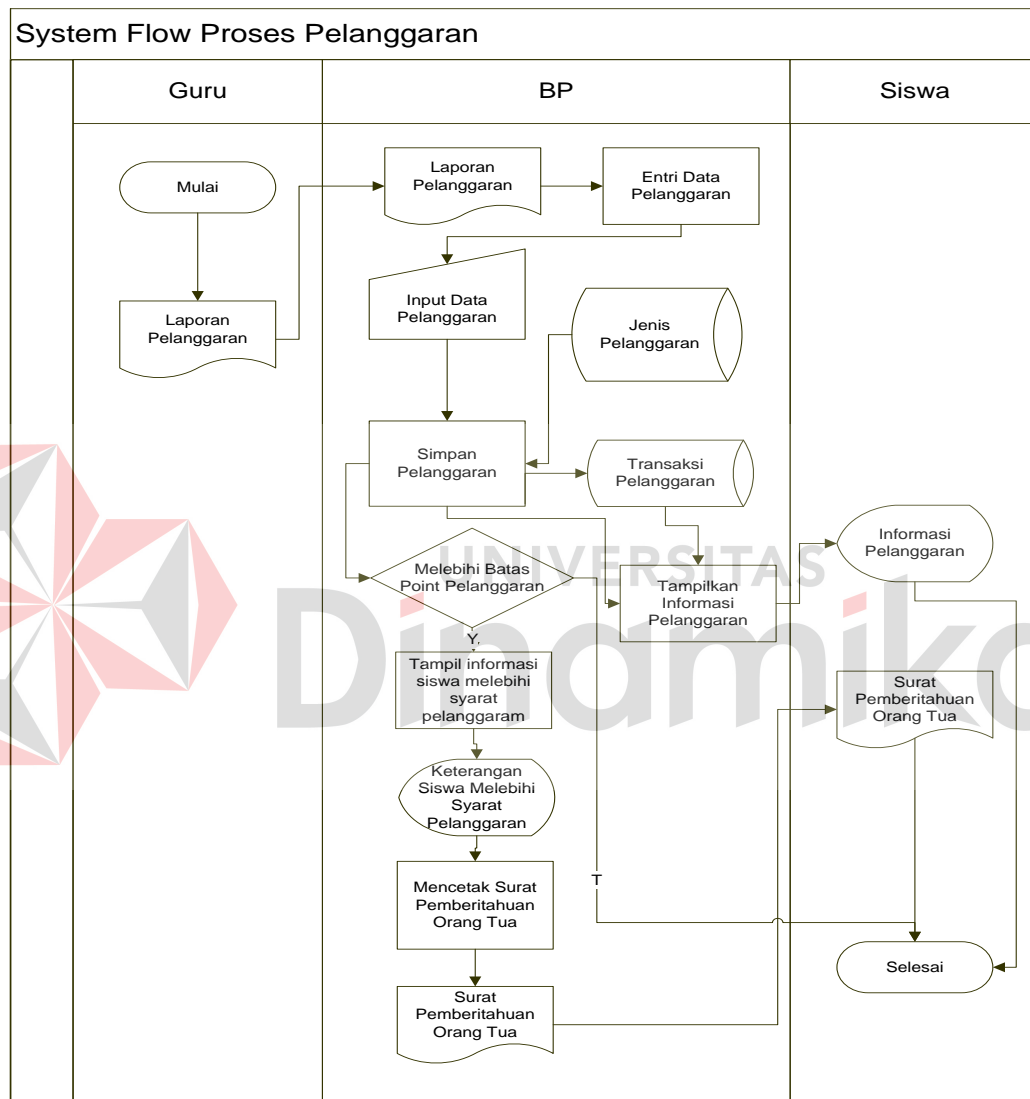 System Flow Proses Pelanggaran
Guru
BP
Siswa
Mulai
Laporan
Pelanggaran
Laporan
Pelanggaran
Entri Data
Pelanggaran
Input Data
Pelanggaran
Jenis
Pelanggaran
Simpan
Pelanggaran
Transaksi
Pelanggaran
Melebihi Batas
Point Pelanggaran
Tampilkan
Informasi
Pelanggaran
Informasi
Pelanggaran
Y
Tampil informasi
siswa melebihi
syarat
pelanggaram
Keterangan
Siswa Melebihi
Syarat
Pelanggaran
T
Mencetak Surat
Pemberitahuan
Orang Tua
Surat
Pemberitahuan
Orang Tua
Surat
Pemberitahuan
Orang Tua
Selesai
UNIVERSITAS
Dinamika